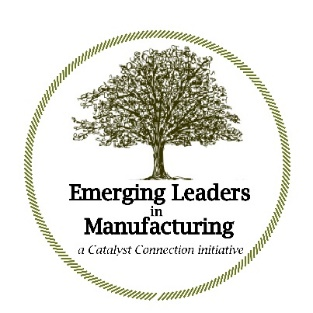 Emerging Leaders
in
Manufacturing
a Catalyst Connection initiative